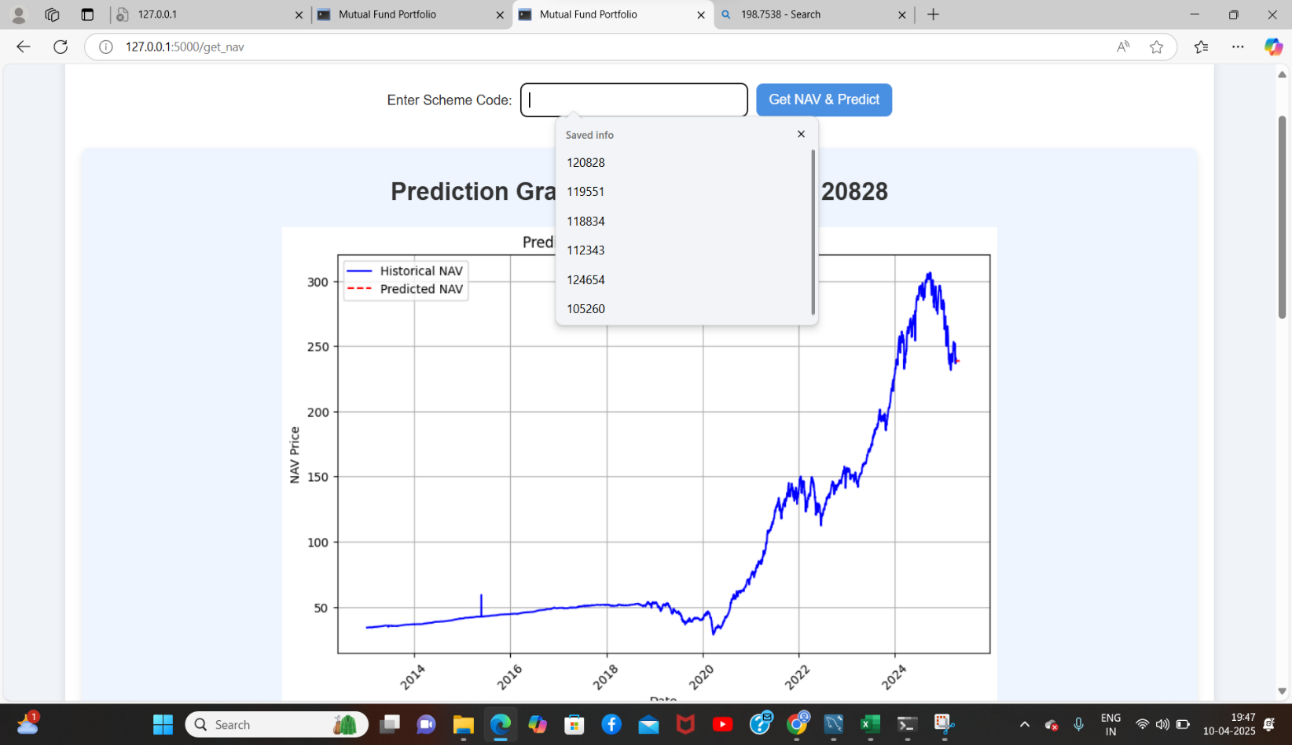 127.0.0.1
Mutual Fund Portfolio
Mutual Fund Portfolio
198.7538 - Search
127.0.0.1:5000/get_nav
Enter Scheme Code:
Get NAV & Predict
Saved info
120828
119551
118834
112343
124654
105260
Prediction Gra 20828
Predi
Historical NAV
Predicted NAV
NAV Price
300
250
200
150
100
50
2014 2016 2018 2020 2022 2024
Date
1
Search
ENG
IN
19:47
10-04-2025